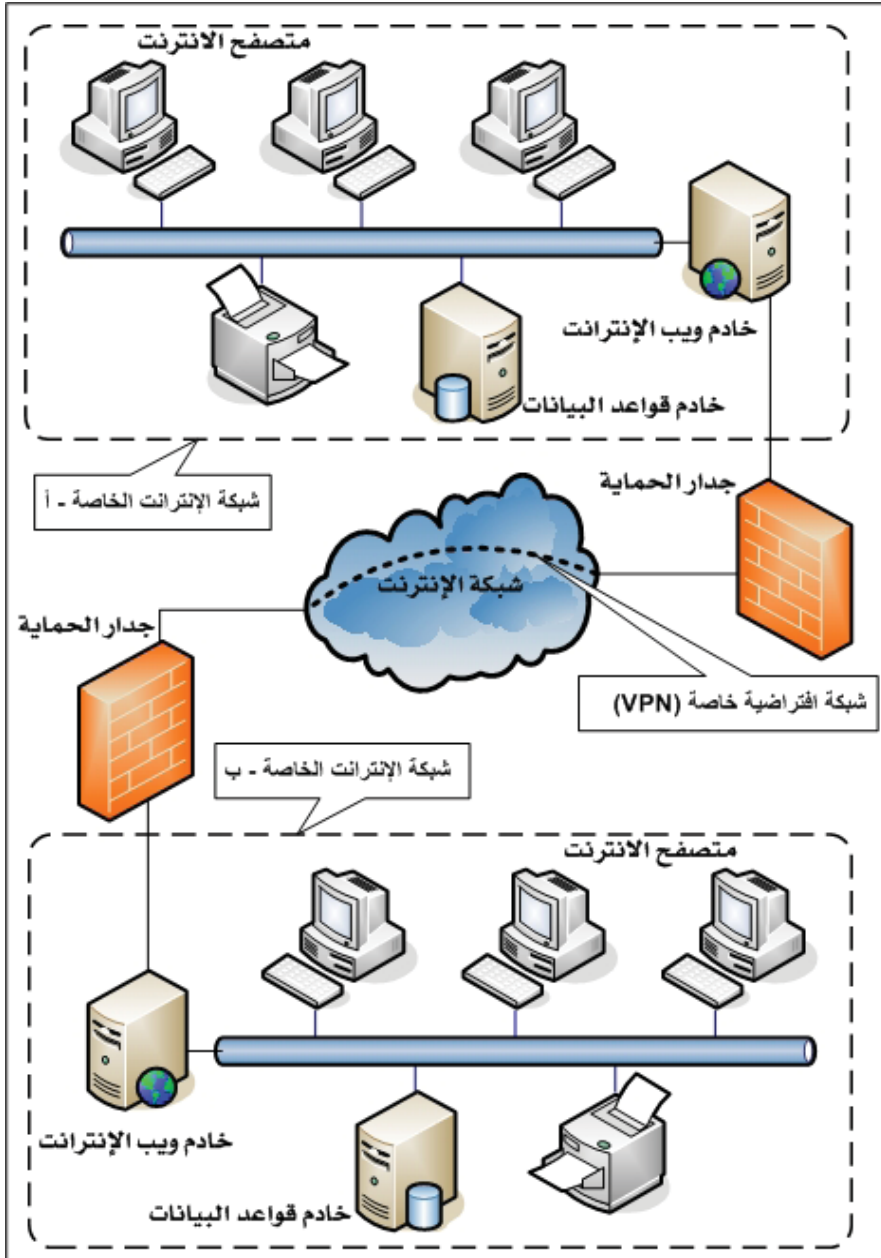 متصفح الانترنت
خادم ويب الإنترانت
خادم قواعد البيانات
شبكة الإنترانت الخاصة - أ
جدار الحماية
شبكة الإنترنت
جدار الحماية
شبكة افتراضية خاصة (VPN)
شبكة الإنترانت الخاصة - ب
متصفح الانترنت
خادم ويب الإنترانت
خادم قواعد البيانات